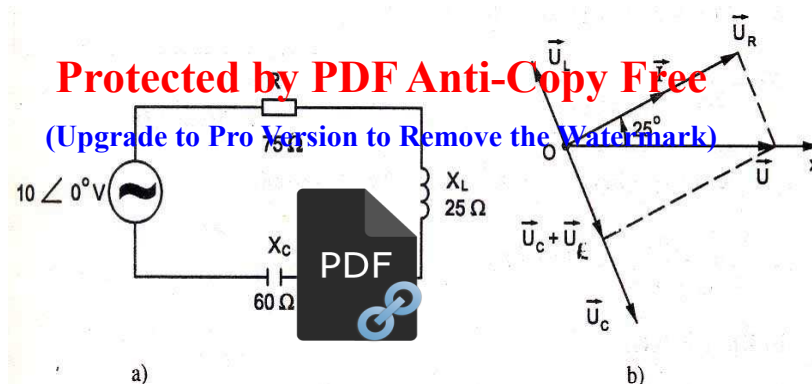 Protected by PDF Anti-Copy Free
(Upgrade to Pro Version to Remove the Watermark)
R
75Ω
10 ∠ 0° V
X_L
25 Ω
X_C
60 Ω
PDF
a)
U_L
U_R
I
25°
O
U
U_C + U_L
U_C
b)